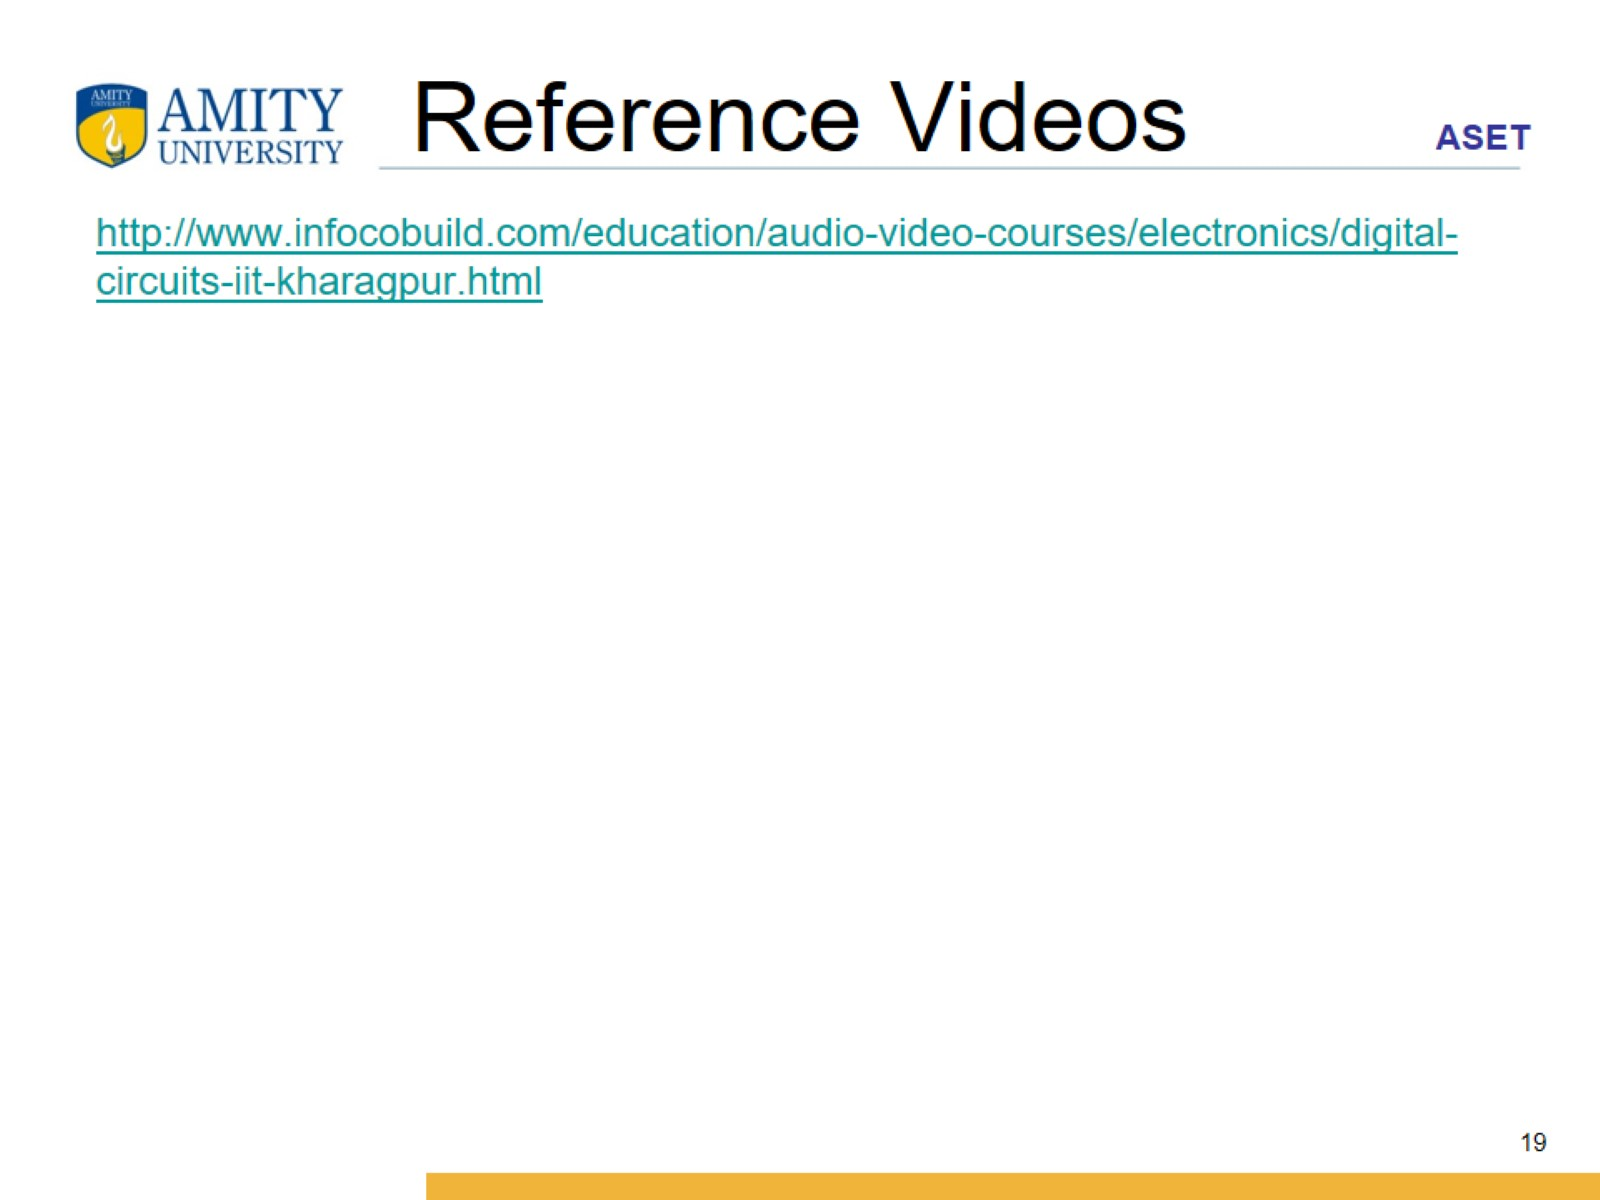 AMITY
UNIVERSITY
AMITY
UNIVERSITY
Reference Videos
ASET
http://www.infocobuild.com/education/audio-video-courses/electronics/digital-
circuits-iit-kharagpur.html
19